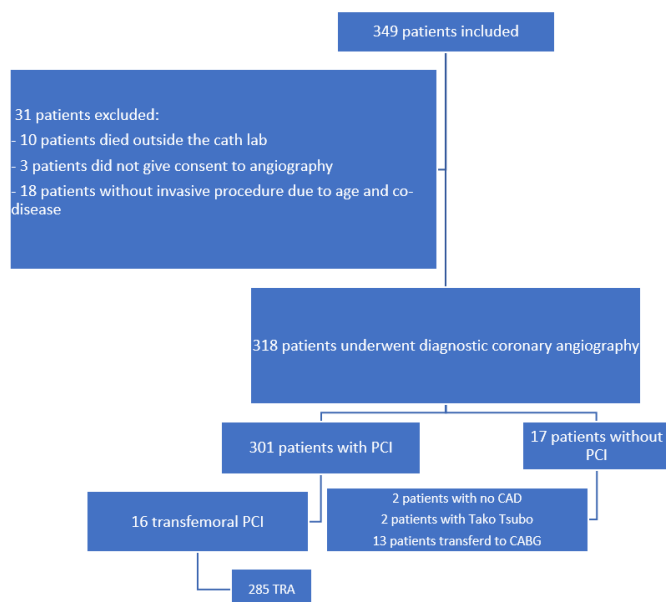 349 patients included
31 patients excluded:
- 10 patients died outside the cath lab
- 3 patients did not give consent to angiography
- 18 patients without invasive procedure due to age and co-
disease
318 patients underwent diagnostic coronary angiography
301 patients with PCI
17 patients without
PCI
16 transfemoral PCI
2 patients with no CAD
2 patients with Tako Tsubo
13 patients transferd to CABG
285 TRA